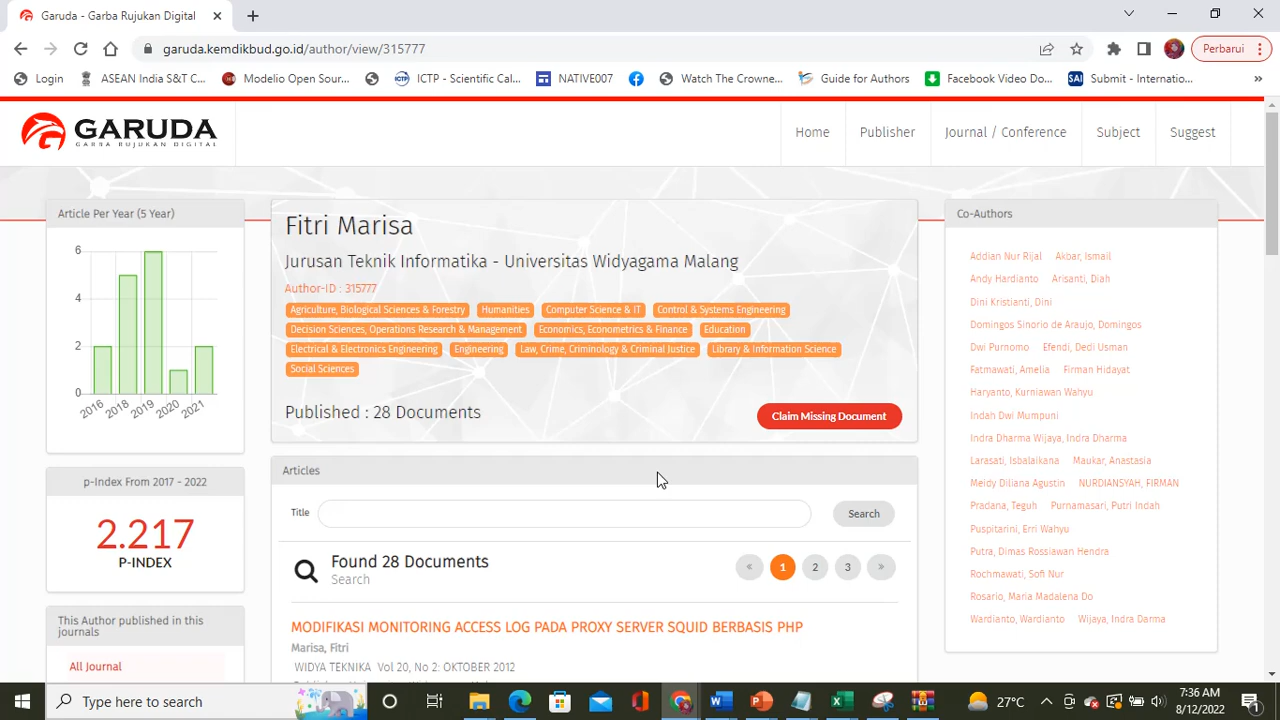 Garuda - Garba Rujukan Digital
garuda.kemdikbud.go.id/author/view/315777
Perbarui
Login
ASEAN India S&T C...
Modelio Open Sour...
ICTP - Scientific Cal...
NATIVE007
Watch The Crowne...
Guide for Authors
Facebook Video Do...
Submit - Internatio...
GARUDA
GARBA RUJUKAN DIGITAL
Home
Publisher
Journal / Conference
Subject
Suggest
Article Per Year (5 Year)
6
4
2
0
2016 2018 2019 2020 2021
p-Index From 2017 - 2022
2.217
P-INDEX
This Author published in this
journals
All Journal
Fitri Marisa
Jurusan Teknik Informatika - Universitas Widyagama Malang
Author-ID : 315777
Agriculture, Biological Sciences & Forestry Humanities Computer Science & IT Control & Systems Engineering
Decision Sciences, Operations Research & Management Economics, Econometrics & Finance Education
Electrical & Electronics Engineering Engineering Law, Crime, Criminology & Criminal Justice Library & Information Science
Social Sciences
Published : 28 Documents
Claim Missing Document
Articles
Title
Search
Found 28 Documents
Search
« 1 2 3 »
MODIFIKASI MONITORING ACCESS LOG PADA PROXY SERVER SQUID BERBASIS PHP
Marisa, Fitri
WIDYA TEKNIKA Vol 20, No 2: OKTOBER 2012
Co-Authors
Addian Nur Rijal Akbar, Ismail
Andy Hardianto Arisanti, Diah
Dini Kristianti, Dini
Domingos Sinorio de Araujo, Domingos
Dwi Purnomo Efendi, Dedi Usman
Fatmawati, Amelia Firman Hidayat
Haryanto, Kurniawan Wahyu
Indah Dwi Mumpuni
Indra Dharma Wijaya, Indra Dharma
Larasati, Isbalaikana Maukar, Anastasia
Meidy Diliana Agustin NURDIANSYAH, FIRMAN
Pradana, Teguh Purnamasari, Putri Indah
Puspitarini, Erri Wahyu
Putra, Dimas Rossiawan Hendra
Rochmawati, Sofi Nur
Rosario, Maria Madalena Do
Wardianto, Wardianto Wijaya, Indra Darma
Type here to search
27°C
7:36 AM
8/12/2022
1